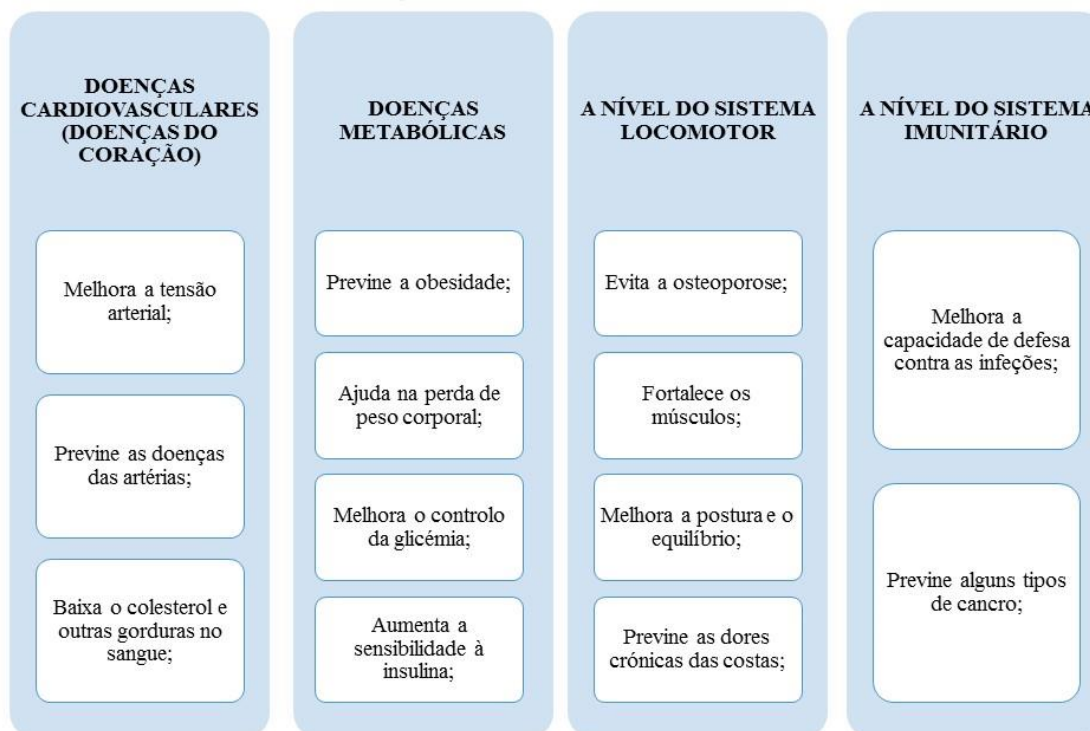 DOENÇAS
CARDIOVASCULARES
(DOENÇAS DO
CORAÇÃO)
Melhora a tensão
arterial;
Previne as doenças
das artérias;
Baixa o colesterol e
outras gorduras no
sangue;
DOENÇAS
METABÓLICAS
Previne a obesidade;
Ajuda na perda de
peso corporal;
Melhora o controlo
da glicémia;
Aumenta a
sensibilidade à
insulina;
A NÍVEL DO SISTEMA
LOCOMOTOR
Evita a osteoporose;
Fortalece os
músculos;
Melhora a postura e o
equilíbrio;
Previne as dores
crónicas das costas;
A NÍVEL DO SISTEMA
IMUNITÁRIO
Melhora a
capacidade de defesa
contra as infeções;
Previne alguns tipos
de cancro;